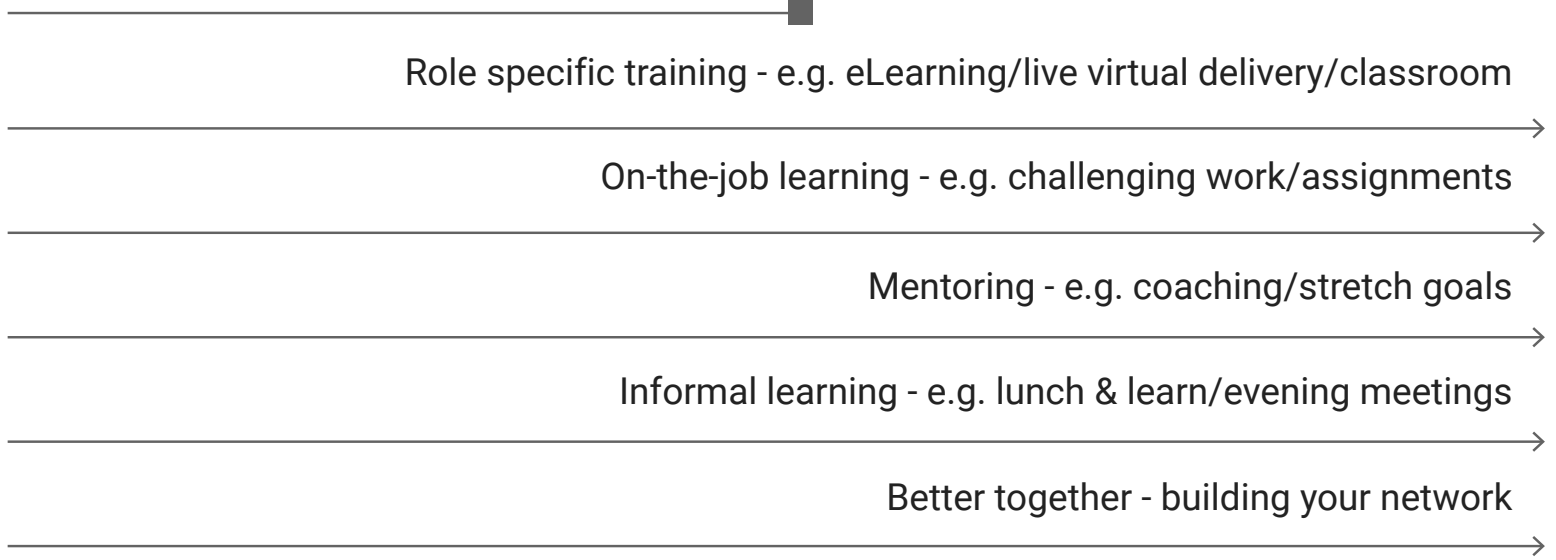 Role specific training - e.g. eLearning/live virtual delivery/classroom
On-the-job learning - e.g. challenging work/assignments
Mentoring - e.g. coaching/stretch goals
Informal learning - e.g. lunch & learn/evening meetings
Better together - building your network